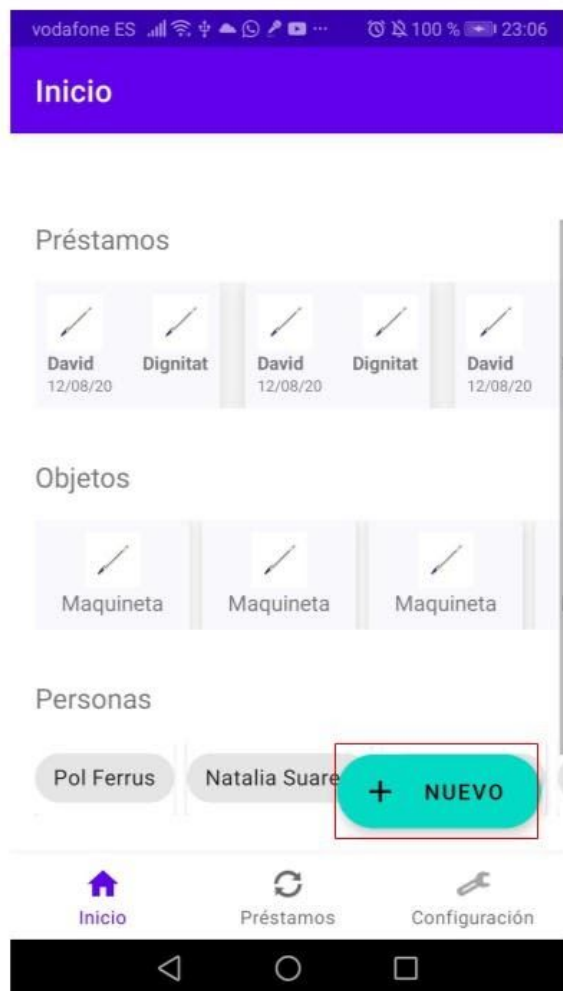 vodafone ES ... 100 % 23:06
Inicio
Préstamos
David Dignitat David Dignitat David
12/08/20 12/08/20 12/08/20
Objetos
Maquineta Maquineta Maquineta
Personas
Pol Ferrus Natalia Suare
+ NUEVO
Inicio Préstamos Configuración